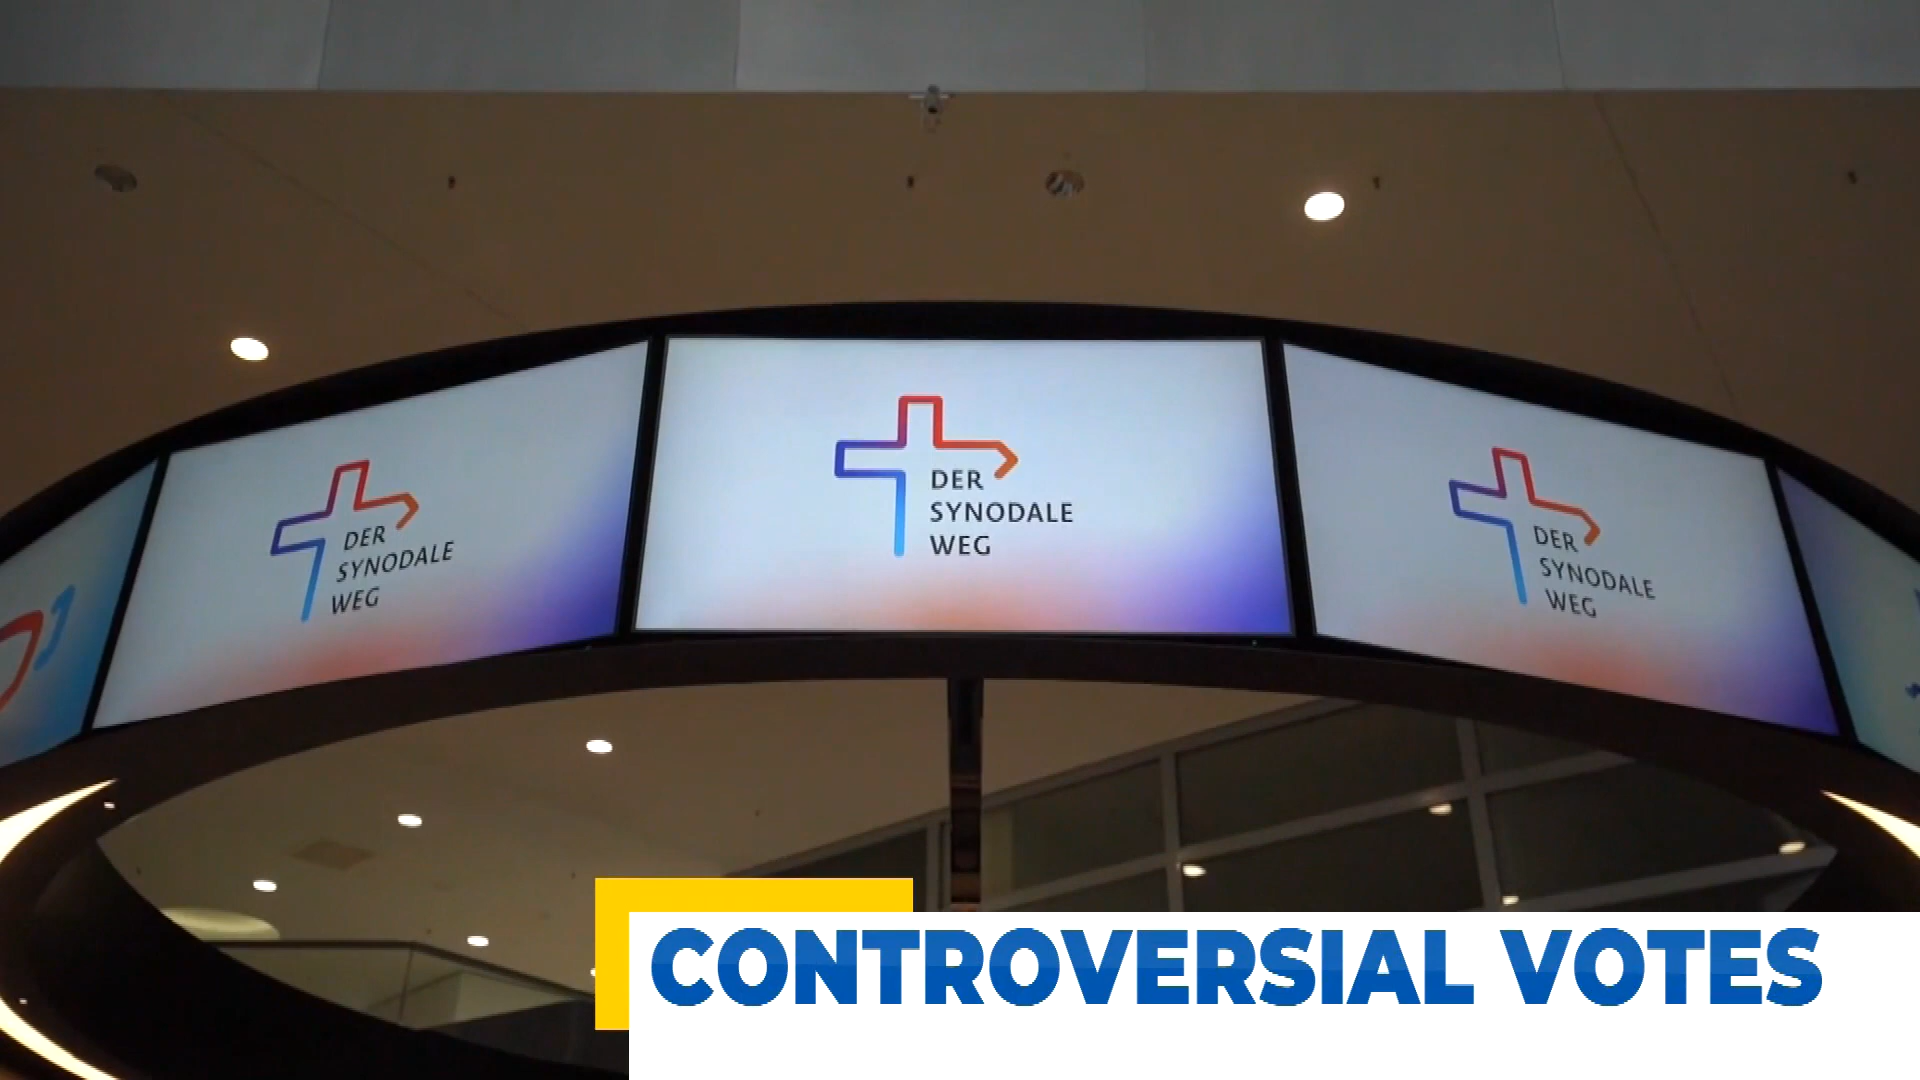 DER
SYNODALE
WEG
DER
SYNODALE
WEG
DER
SYNODALE
WEG
CONTROVERSIAL VOTES